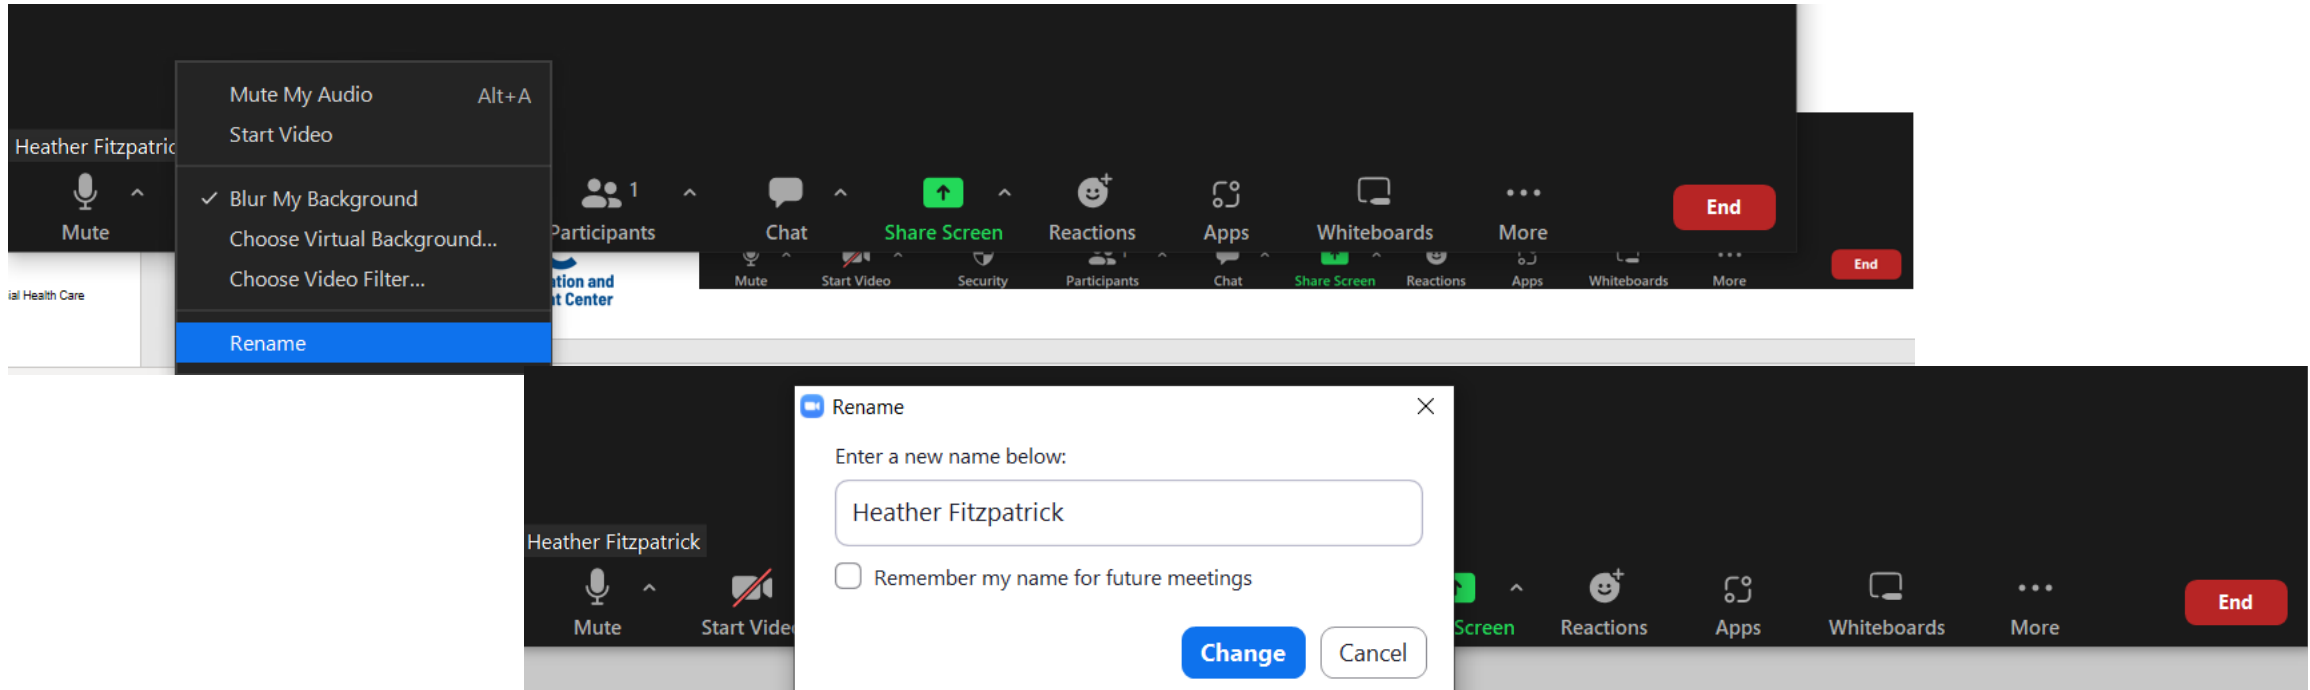 Mute My Audio Alt+A
Start Video
Heather Fitzpatric
Blur My Background
1
Mute
Participants
Chat
Share Screen
Reactions
Apps
Whiteboards
More
End
Choose Virtual Background...
Choose Video Filter...
Rename
ial Health Care
tion and
t Center
Mute
Start Video
Security
Participants
Chat
Share Screen
Reactions
Apps
Whiteboards
More
End
Rename
Enter a new name below:
Heather Fitzpatrick
Remember my name for future meetings
Change
Cancel
Heather Fitzpatrick
Mute
Start Vide
Screen
Reactions
Apps
Whiteboards
More
End